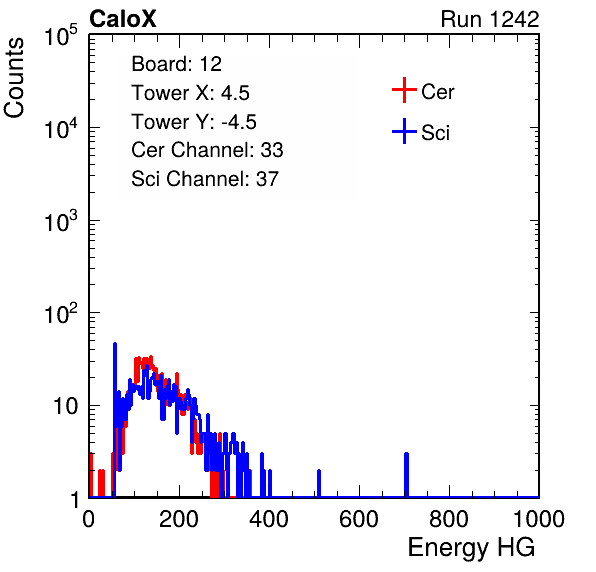 CaloX Run 1242
Counts
10^5
10^4
10^3
10^2
10
1
Board: 12
Tower X: 4.5
Tower Y: -4.5
Cer Channel: 33
Sci Channel: 37
Cer
Sci
0 200 400 600 800 1000
Energy HG